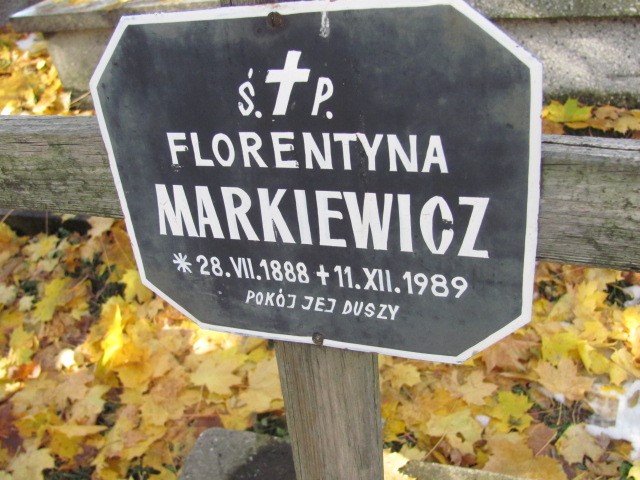 Ś. P.
FLORENTYNA
MARKIEWICZ
* 28.VII.1888 + 11.XII.1989
POKÓJ JEJ DUSZY